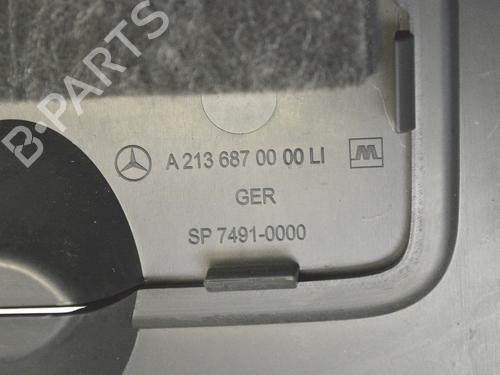 B-PARTS
A 213 687 00 00 LI M
GER
SP 7491-0000